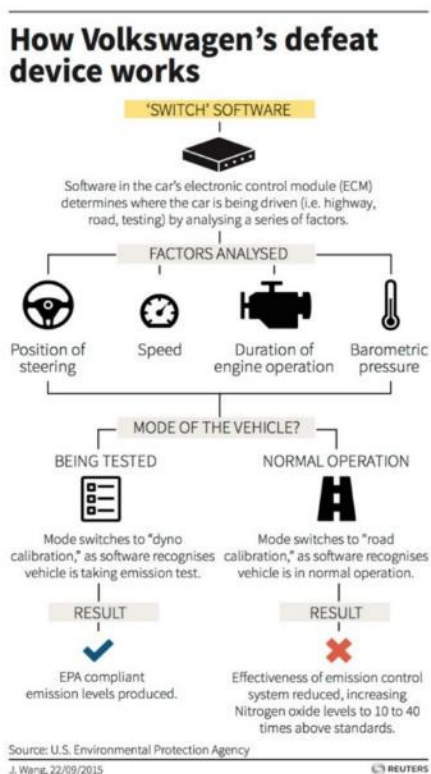 How Volkswagen's defeat
device works
'SWITCH' SOFTWARE
Software in the car's electronic control module (ECM)
determines where the car is being driven (i.e. highway,
road, testing) by analysing a series of factors.
FACTORS ANALYSED
Position of
steering
Speed
Duration of
engine operation
Barometric
pressure
MODE OF THE VEHICLE?
BEING TESTED
Mode switches to "dyno
calibration," as software recognises
vehicle is taking emission test.
RESULT
EPA compliant
emission levels produced.
NORMAL OPERATION
Mode switches to "road
calibration," as software recognises
vehicle is in normal operation.
RESULT
Effectiveness of emission control
system reduced, increasing
Nitrogen oxide levels to 10 to 40
times above standards.
Source: U.S. Environmental Protection Agency
J. Wang, 22/09/2015
REUTERS